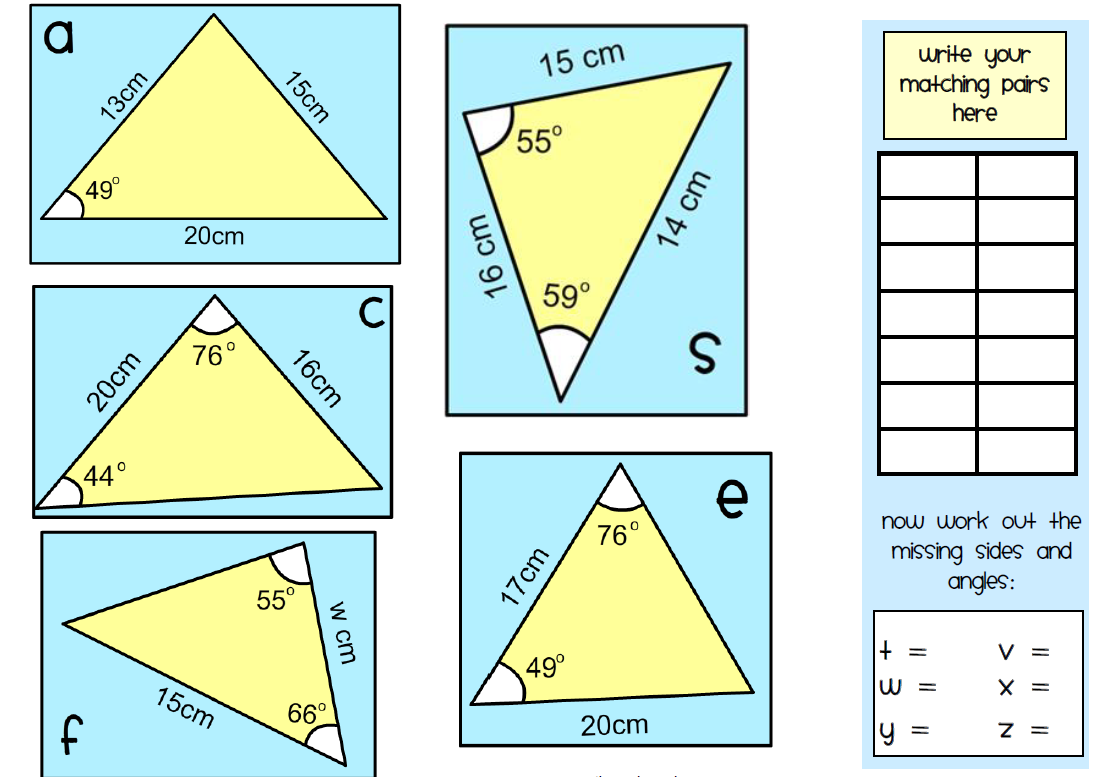 a
13cm
15cm
49°
20cm
c
76°
20cm
16cm
44°
f
55°
w cm
15cm
66°
15 cm
55°
16 cm
14 cm
59°
s
e
76°
17cm
49°
20cm
write your
matching pairs
here
now work out the
missing sides and
angles:
t = v =
w = x =
y = z =